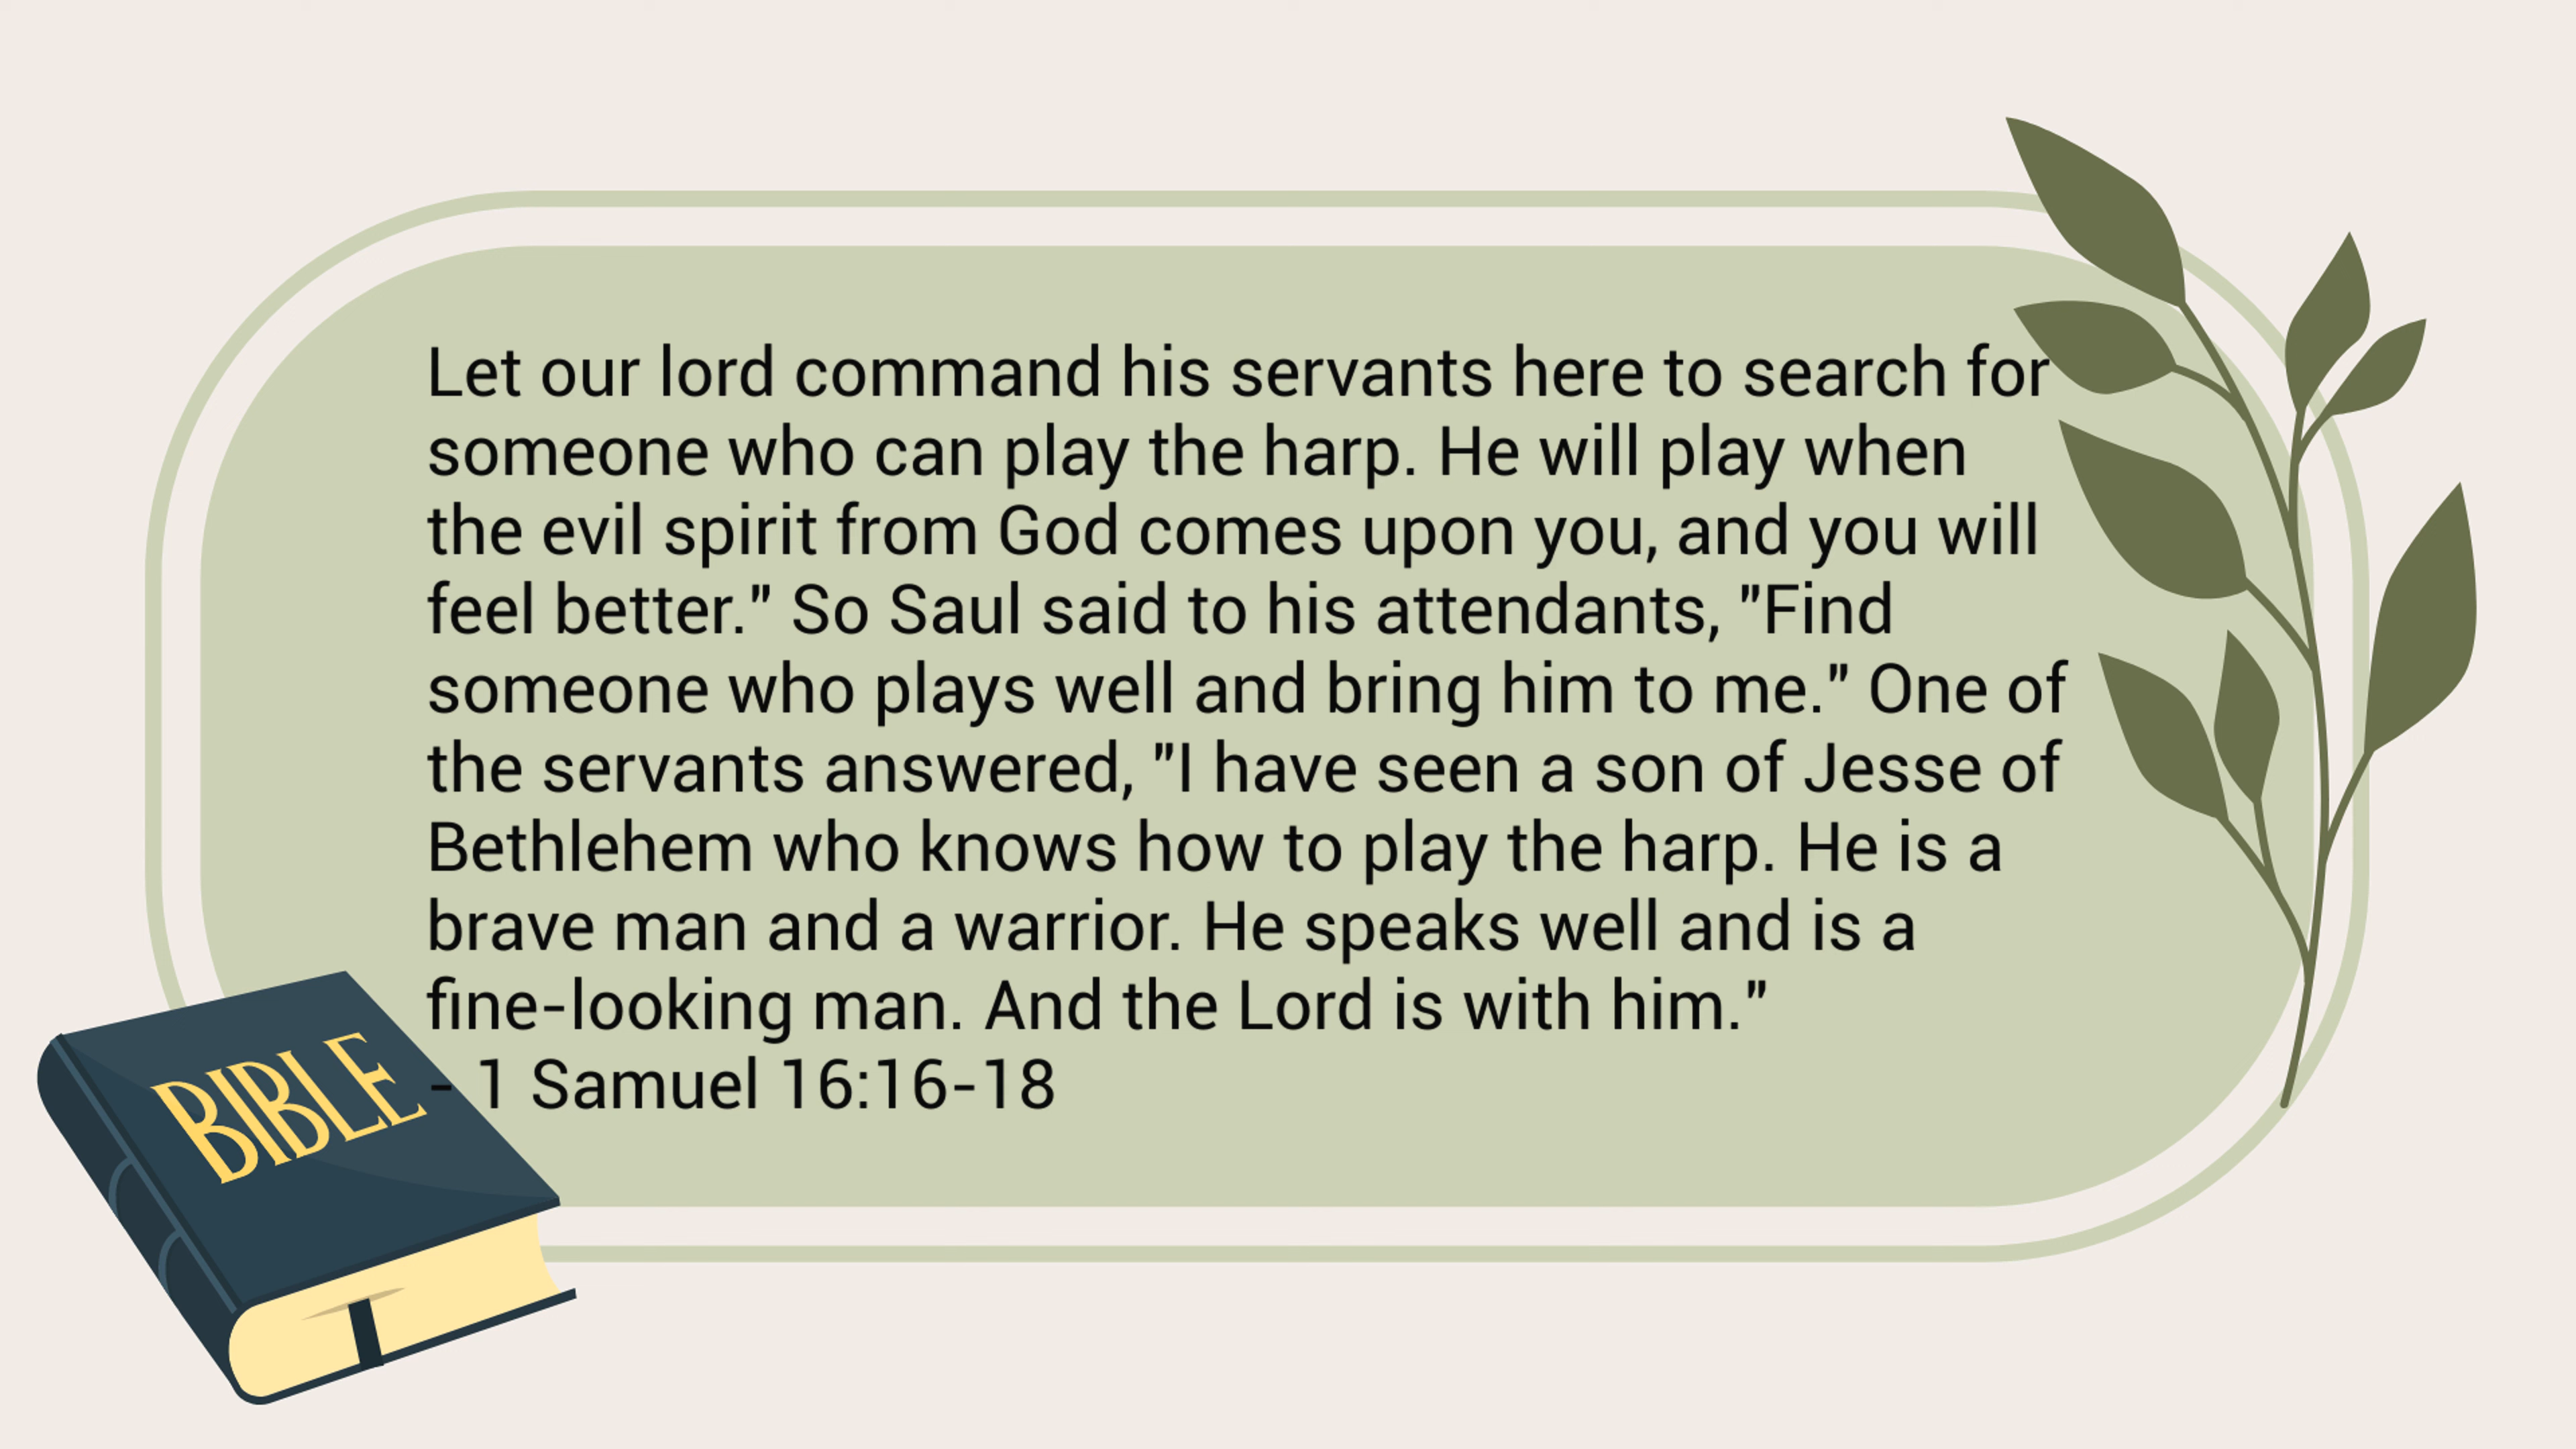 Let our lord command his servants here to search for
someone who can play the harp. He will play when
the evil spirit from God comes upon you, and you will
feel better." So Saul said to his attendants, "Find
someone who plays well and bring him to me." One of
the servants answered, "I have seen a son of Jesse of
Bethlehem who knows how to play the harp. He is a
brave man and a warrior. He speaks well and is a
fine-looking man. And the Lord is with him."
- 1 Samuel 16:16-18
BIBLE